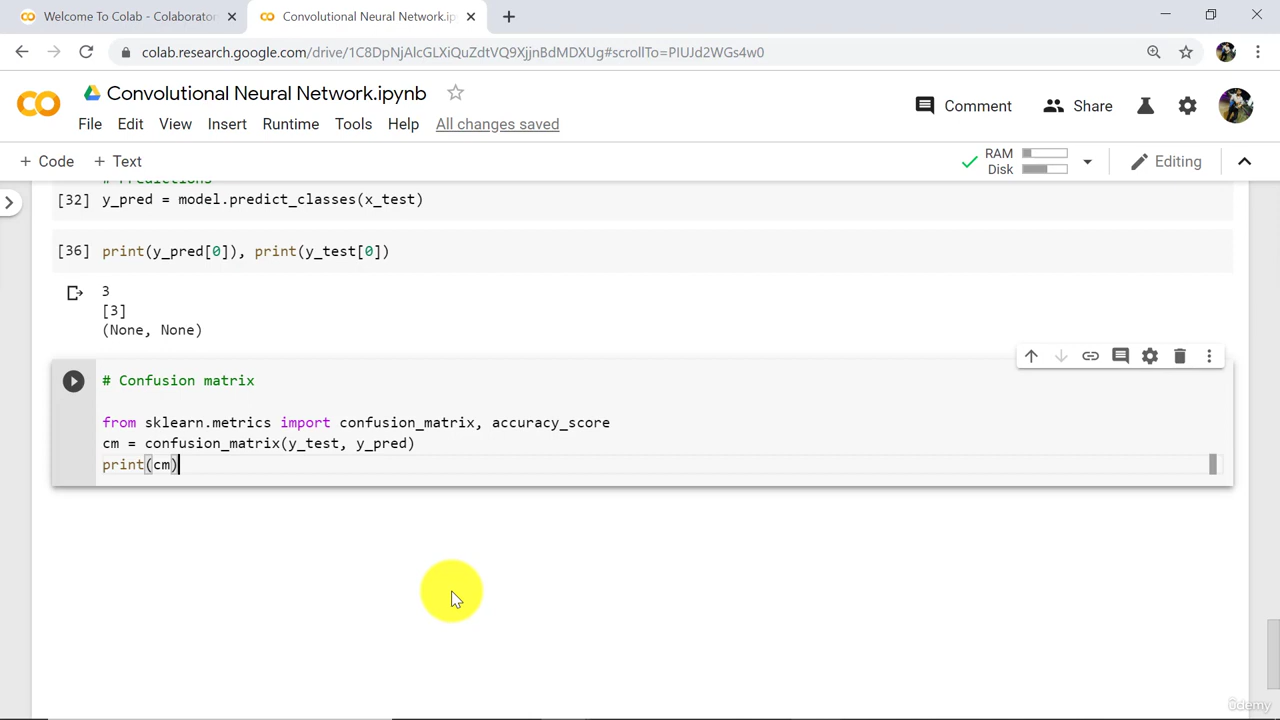 Welcome To Colab - Colaborator
Convolutional Neural Network.ip
colab.research.google.com/drive/1C8DpNjAlcGLXiQuZdtVQ9XjjnBdMDXUg#scrollTo=PIUJd2WGs4w0
Convolutional Neural Network.ipynb
Comment
Share
File Edit View Insert Runtime Tools Help All changes saved
+ Code + Text
RAM
Disk
Editing
# Predictions
[32] y_pred = model.predict_classes(x_test)
[36] print(y_pred[0]), print(y_test[0])
3
[3]
(None, None)
# Confusion matrix
from sklearn.metrics import confusion_matrix, accuracy_score
cm = confusion_matrix(y_test, y_pred)
print(cm)
ûdemy